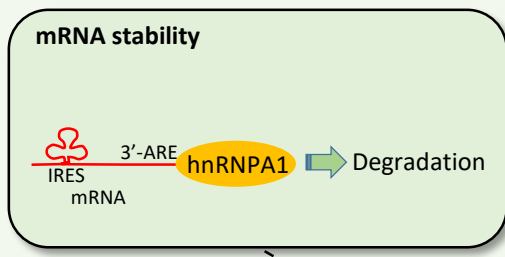 mRNA stability
3’-ARE
hnRNPA1
Degradation
IRES
mRNA